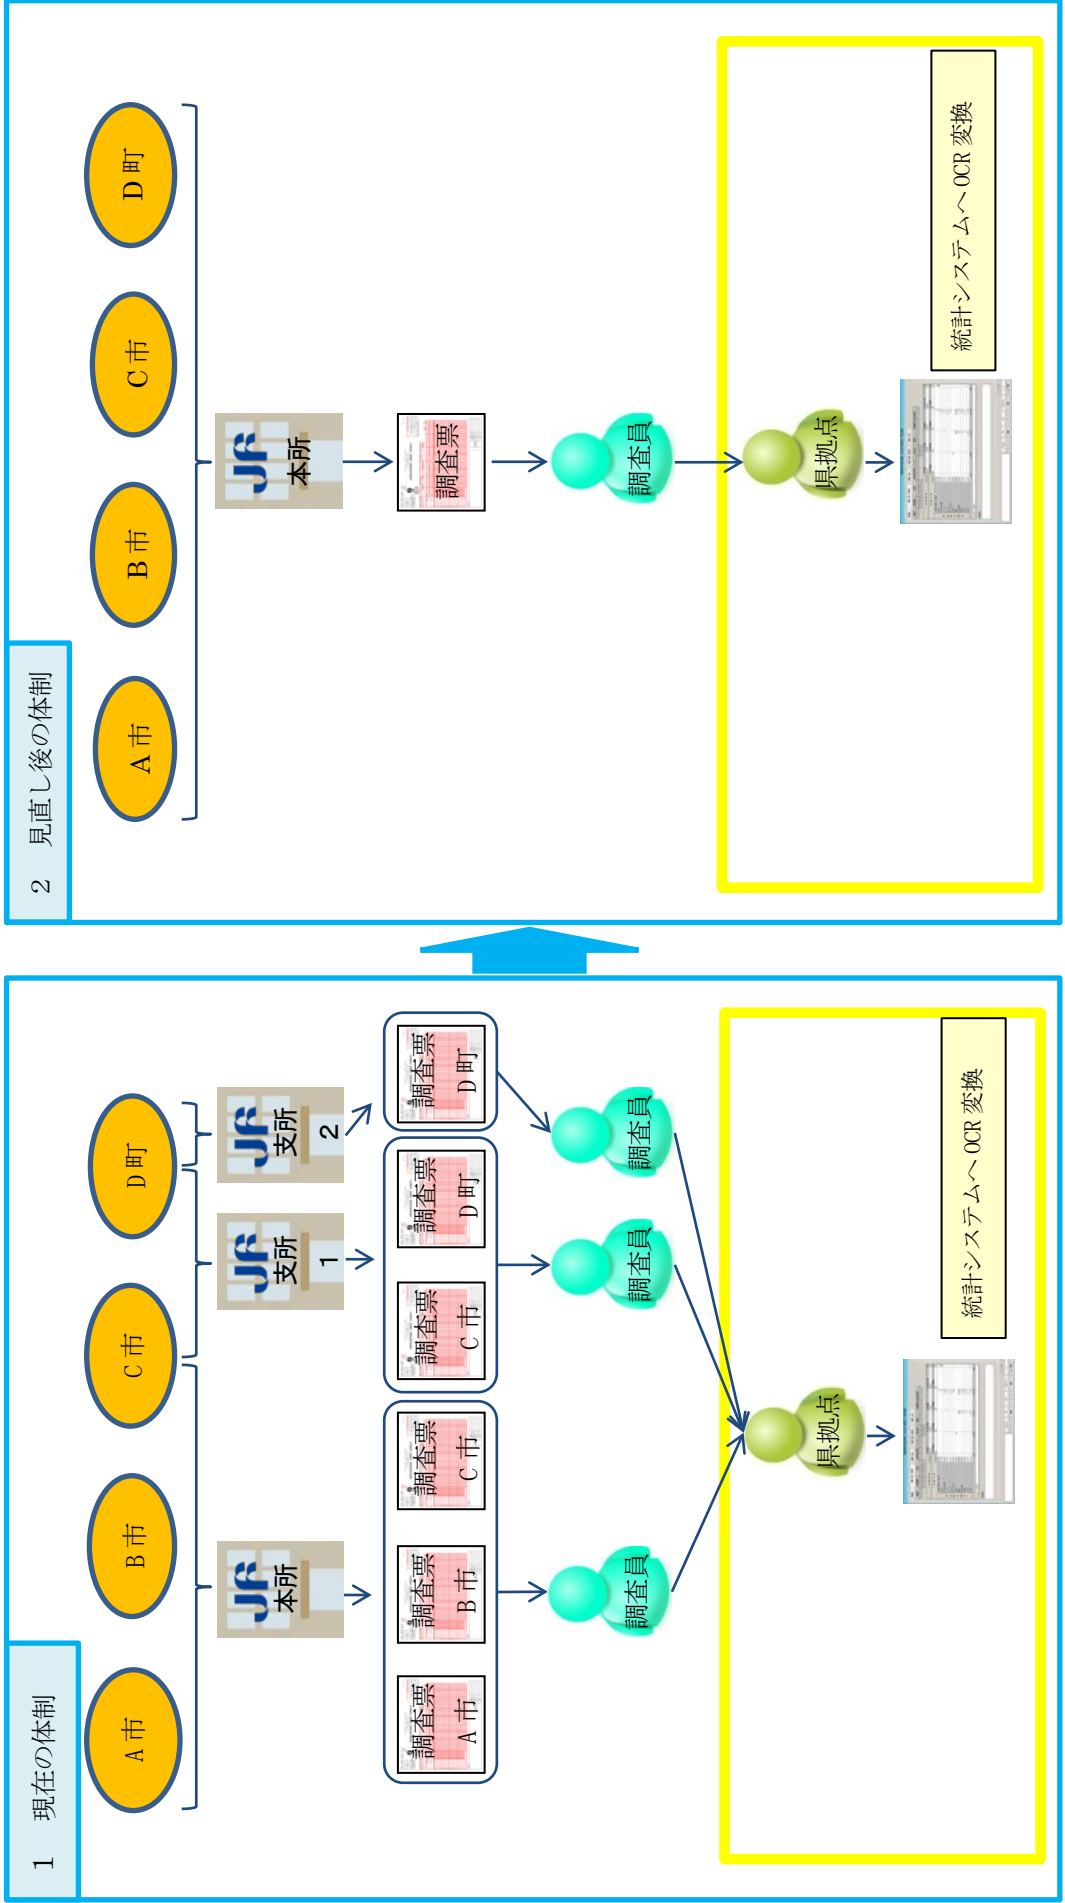 1　現在の体制
A市
B市
C市
D町
JA
本所
JA
支所
1
JA
支所
2
調査票
A市
調査票
B市
調査票
C市
調査票
C市
調査票
D町
調査票
D町
調査員
調査員
調査員
県拠点
統計システムへOCR変換
2　見直し後の体制
A市
B市
C市
D町
JA
本所
調査票
調査員
県拠点
統計システムへOCR変換